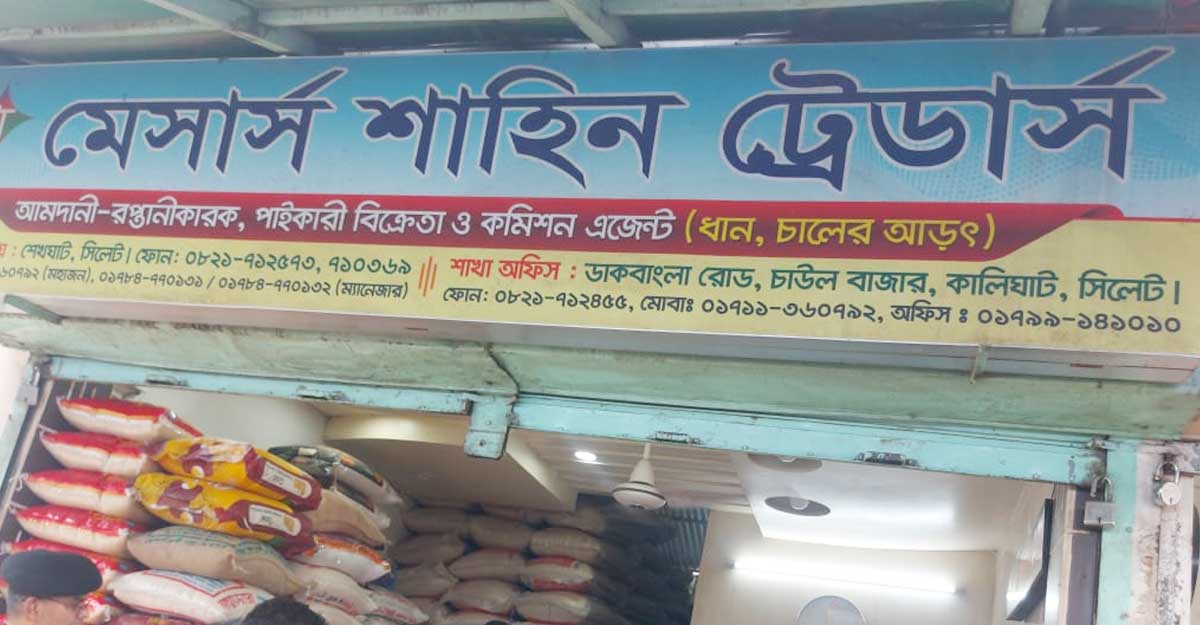 মেসার্স শাহিন ট্রেডার্স
আমদানী-রপ্তানীকারক, পাইকারী বিক্রেতা ও কমিশন এজেন্ট (ধান, চালের আড়ৎ)
: শেখঘাট, সিলেট। ফোন: ০৮২১-৭১২৫৭৩, ৭১০৩৬৯
৬০৭৯২ (মহাজন), ০১৭৮৪-৭৭০১৩১ / ০১৭৮৪-৭৭০১৩২ (ম্যানেজার)
শাখা অফিস : ডাকবাংলা রোড, চাউল বাজার, কালিঘাট, সিলেট।
ফোন: ০৮২১-৭১২৪৫৫, মোবাঃ ০১৭১১-৩৬০৭৯২, অফিস ঃ ০১৭৯৯-১৪১০১০